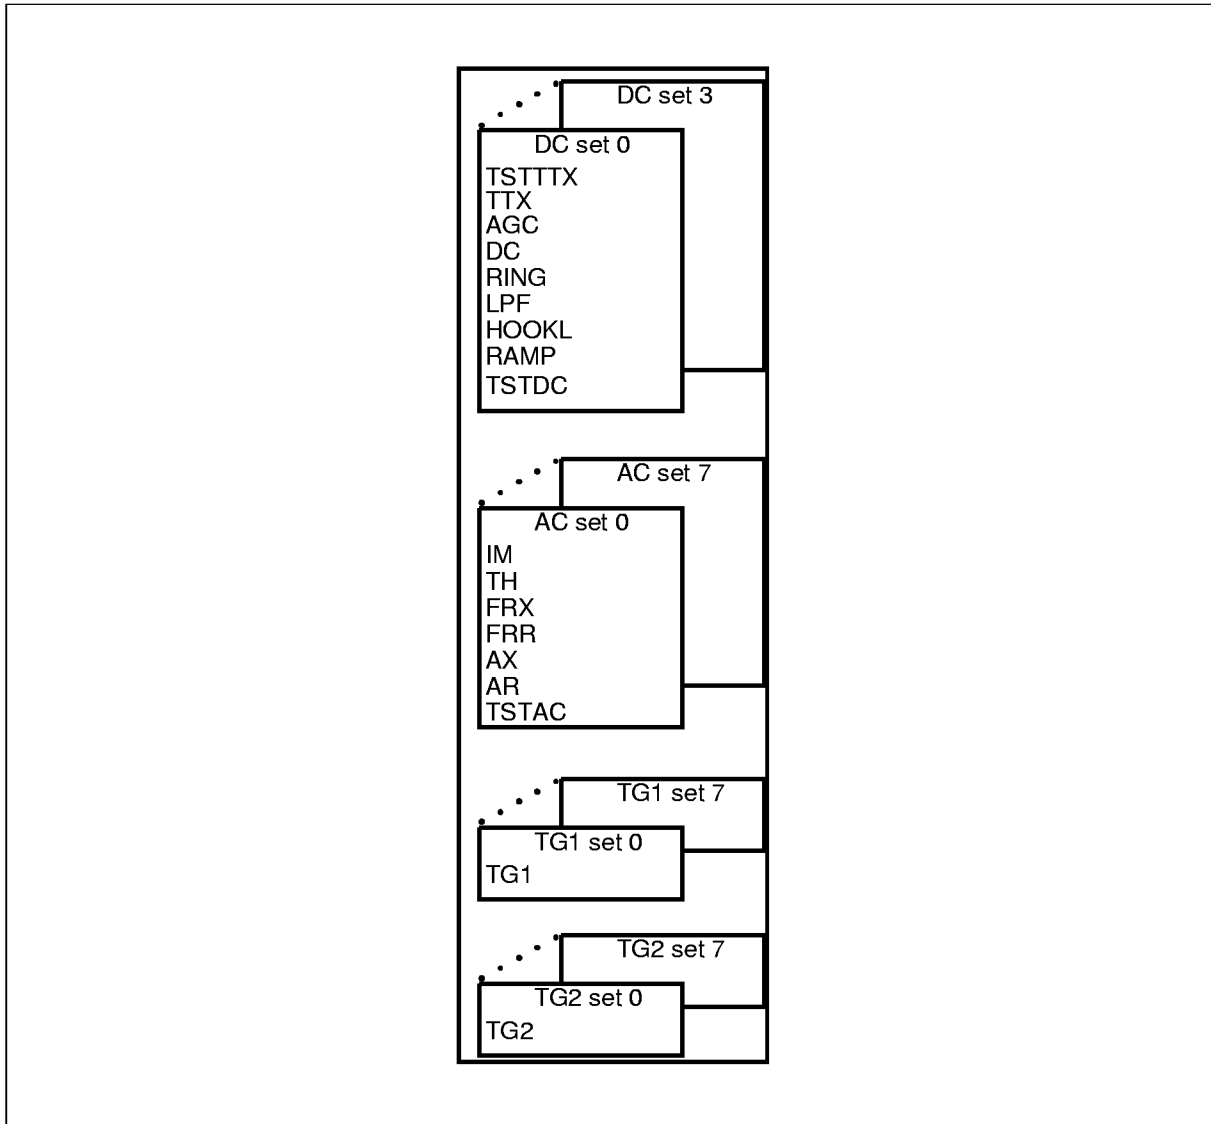 DC set 3
DC set 0
TSTTTX
TTX
AGC
DC
RING
LPF
HOOKL
RAMP
TSTDC
AC set 7
AC set 0
IM
TH
FRX
FRR
AX
AR
TSTAC
TG1 set 7
TG1 set 0
TG1
TG2 set 7
TG2 set 0
TG2